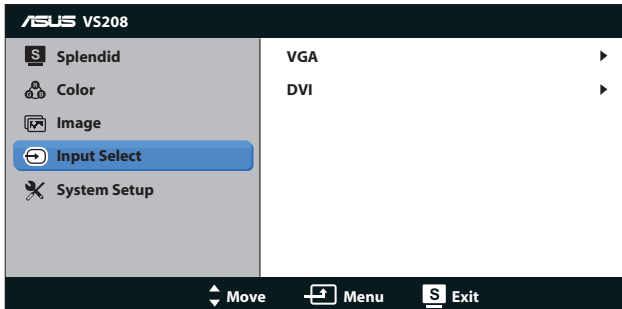 ASUS VS208
S Splendid
Color
Image
Input Select
System Setup
VGA
DVI
Move Menu S Exit